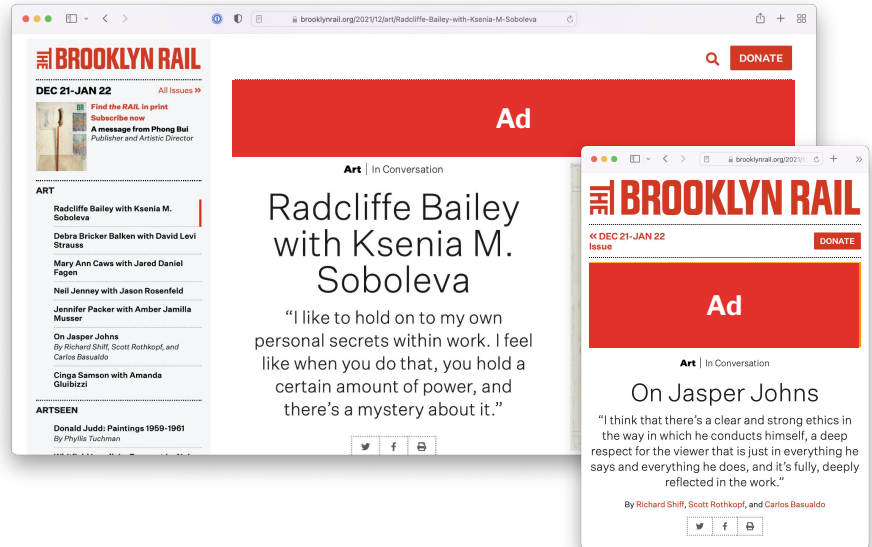 brooklynrail.org/2021/12/art/Radcliffe-Bailey-with-Ksenia-M-Soboleva
THE BROOKLYN RAIL
DONATE
DEC 21-JAN 22
All Issues »
Find the RAIL in print
Subscribe now
A message from Phong Bui
Publisher and Artistic Director
ART
Radcliffe Bailey with Ksenia M.
Soboleva
Debra Bricker Balken with David Levi
Strauss
Mary Ann Caws with Jared Daniel
Fagen
Neil Jenney with Jason Rosenfeld
Jennifer Packer with Amber Jamilla
Musser
On Jasper Johns
By Richard Shiff, Scott Rothkopf, and
Carlos Basualdo
Cinga Samson with Amanda
Gluibizzi
ARTSEEN
Donald Judd: Paintings 1959-1961
By Phyllis Tuchman
Ad
Art | In Conversation
Radcliffe Bailey
with Ksenia M.
Soboleva
“I like to hold on to my own
personal secrets within work. I feel
like when you do that, you hold a
certain amount of power, and
there’s a mystery about it.”
brooklynrail.org/2021/
THE BROOKLYN RAIL
« DEC 21-JAN 22
Issue
DONATE
Ad
Art | In Conversation
On Jasper Johns
“I think that there’s a clear and strong ethics in
the way in which he conducts himself, a deep
respect for the viewer that is just in everything he
says and everything he does, and it’s fully, deeply
reflected in the work.”
By Richard Shiff, Scott Rothkopf, and Carlos Basualdo